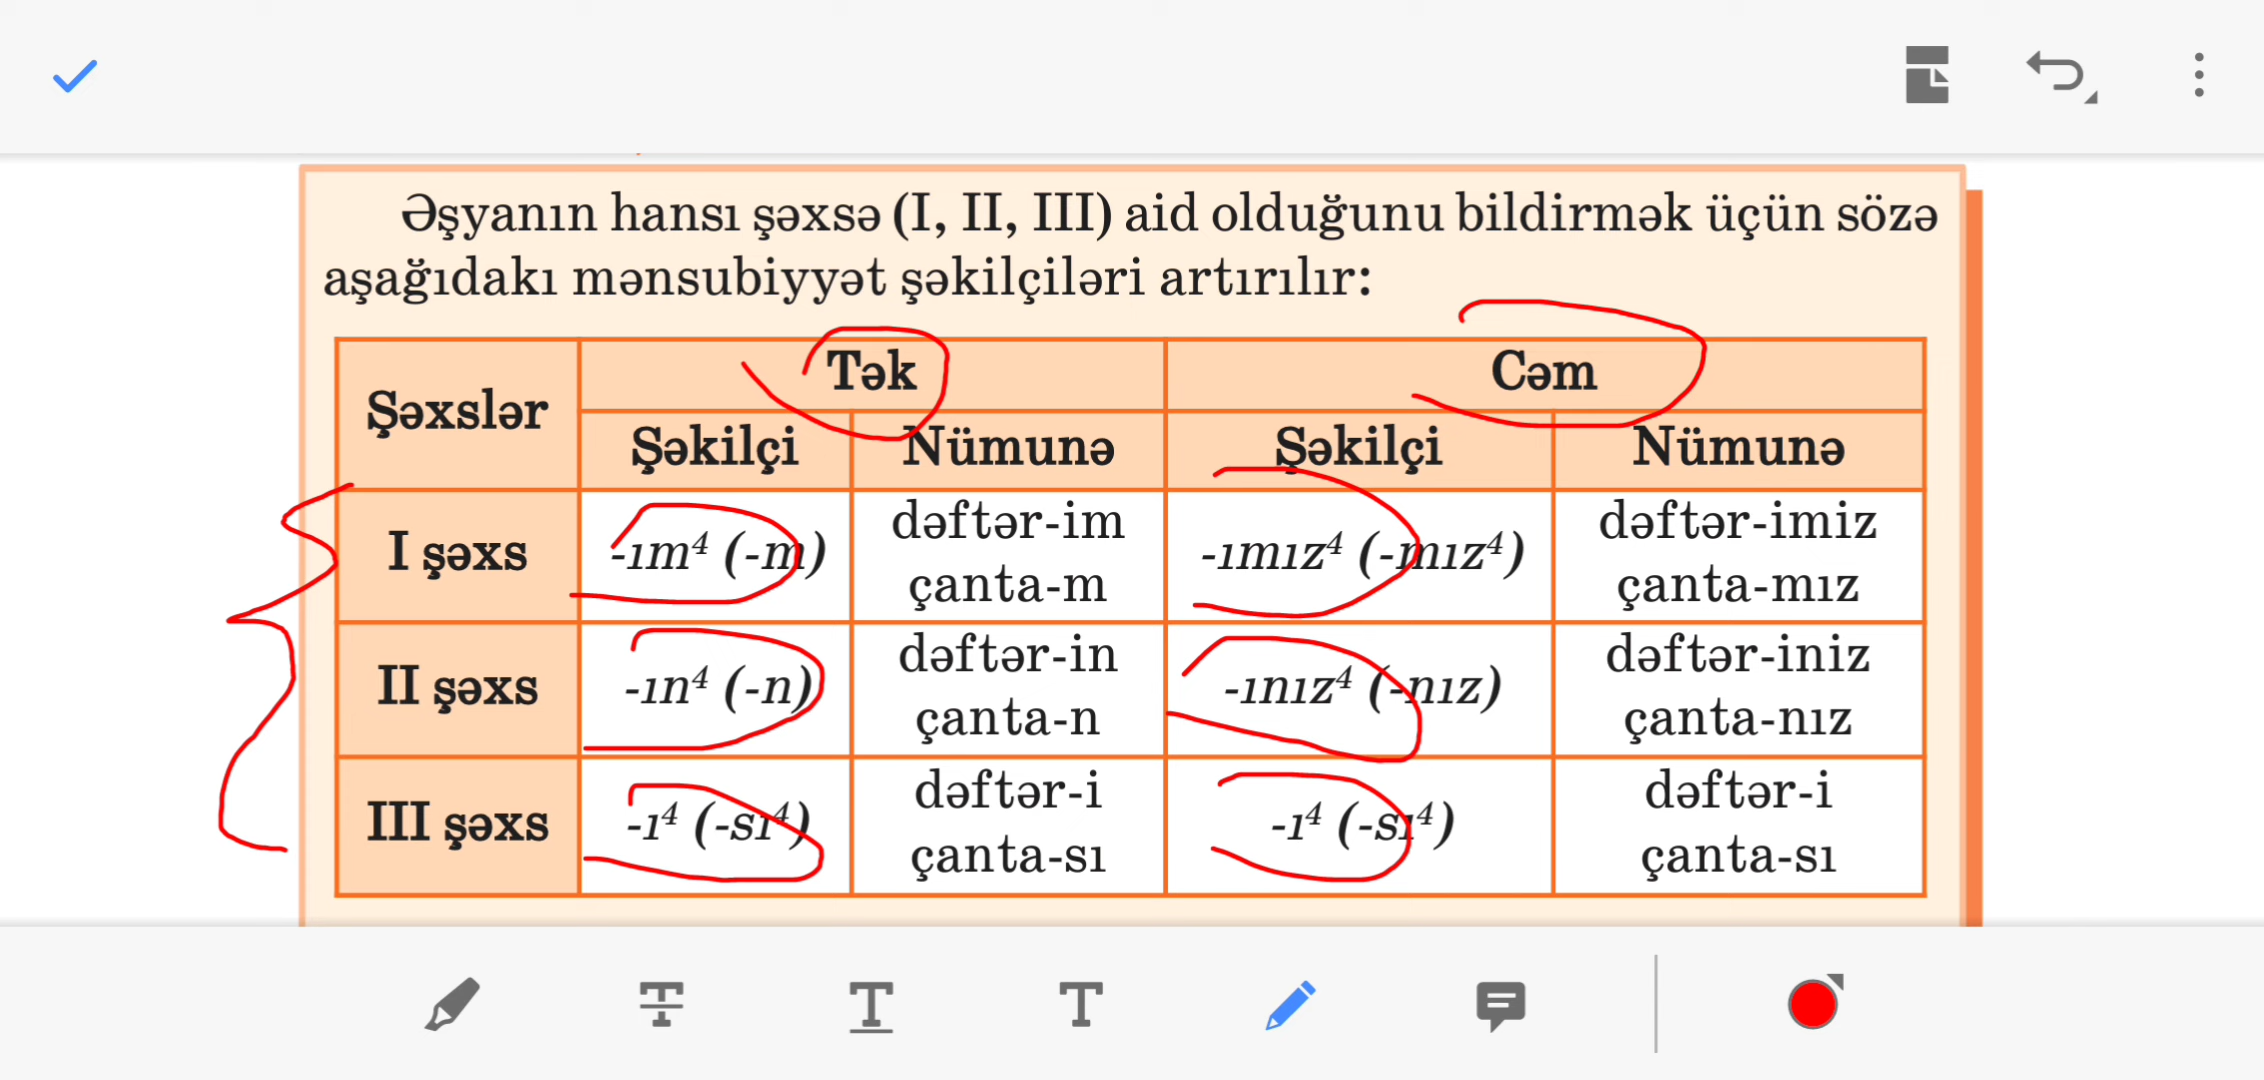 Əşyanın hansı şəxsə (I, II, III) aid olduğunu bildirmək üçün sözə
aşağıdakı mənsubiyyət şəkilçiləri artırılır:
Şəxslər
Tək
Cəm
Şəkilçi
Nümunə
Şəkilçi
Nümunə
I şəxs
-ım⁴ (-m)
dəftər-im
çanta-m
-ımız⁴ (-mız⁴)
dəftər-imiz
çanta-mız
II şəxs
-ın⁴ (-n)
dəftər-in
çanta-n
-ınız⁴ (-nız)
dəftər-iniz
çanta-nız
III şəxs
-ı⁴ (-sı⁴)
dəftər-i
çanta-sı
-ı⁴ (-sı⁴)
dəftər-i
çanta-sı